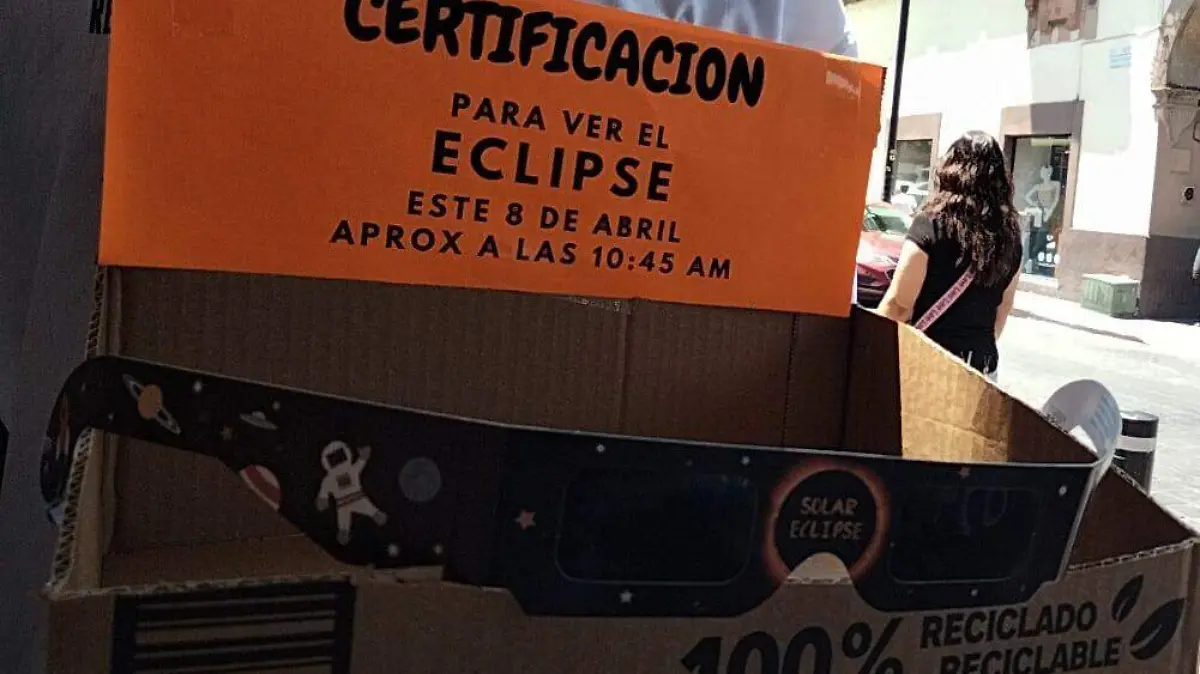 CERTIFICACION
PARA VER EL
ECLIPSE
ESTE 8 DE ABRIL
APROX A LAS 10:45 AM
SOLAR
ECLIPSE
100%
RECICLADO
RECICLABLE